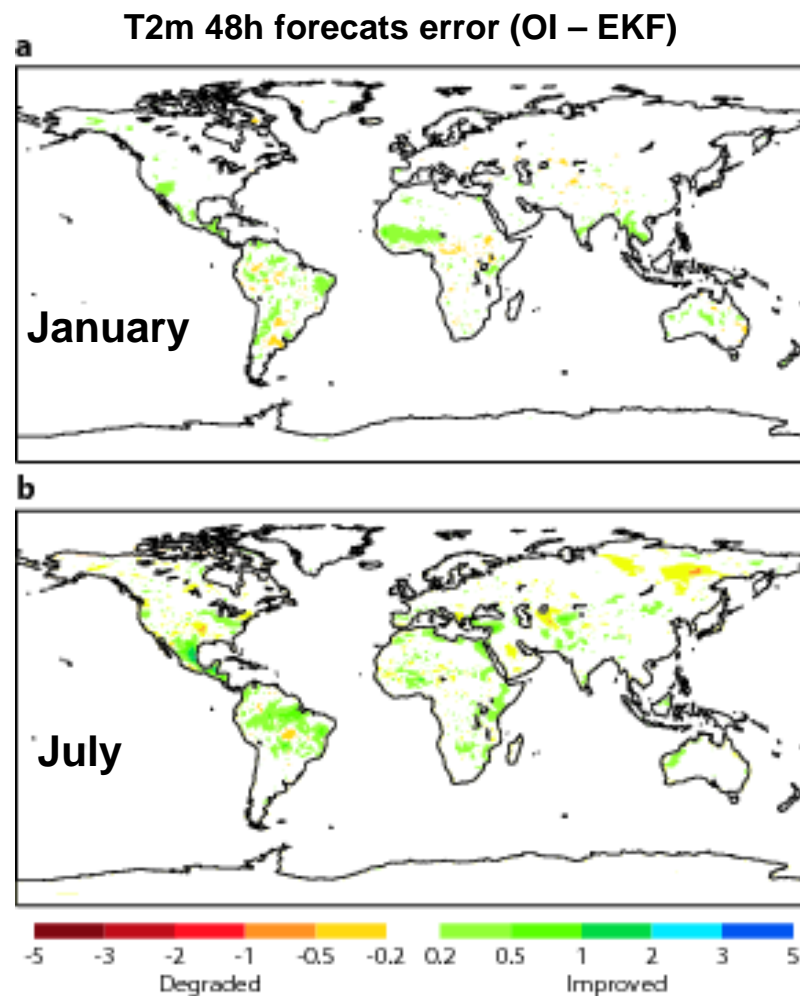 T2m 48h forecats error (OI – EKF)
a
January
b
July
-5 -3 -2 -1 -0.5 -0.2 0.2 0.5 1 2 3 5
Degraded Improved